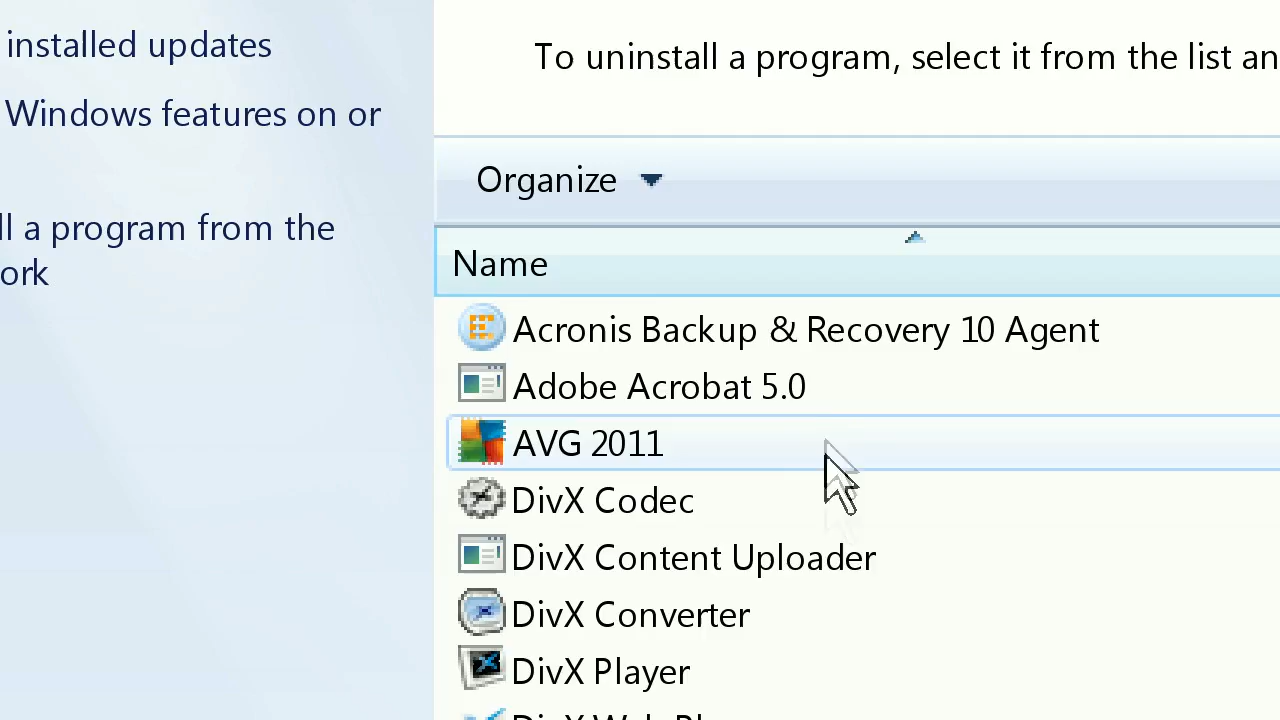 installed updates
Windows features on or
ll a program from the
ork
To uninstall a program, select it from the list an
Organize
Name
Acronis Backup & Recovery 10 Agent
Adobe Acrobat 5.0
AVG 2011
DivX Codec
DivX Content Uploader
DivX Converter
DivX Player